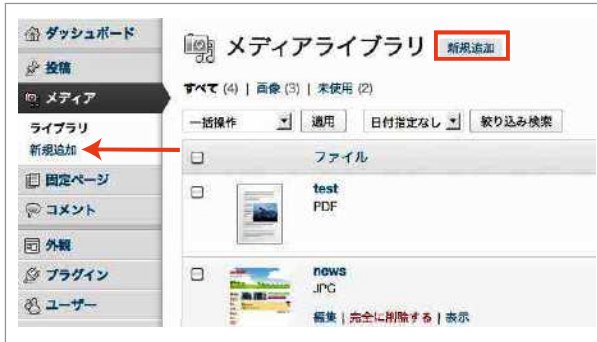 ダッシュボード
投稿
メディア
ライブラリ
新規追加
固定ページ
コメント
外観
プラグイン
ユーザー
メディアライブラリ 新規追加
すべて (4) | 画像 (3) | 未使用 (2)
一括操作 適用 日付指定なし 絞り込み検索
ファイル
test
PDF
news
JPG
編集 | 完全に削除する | 表示